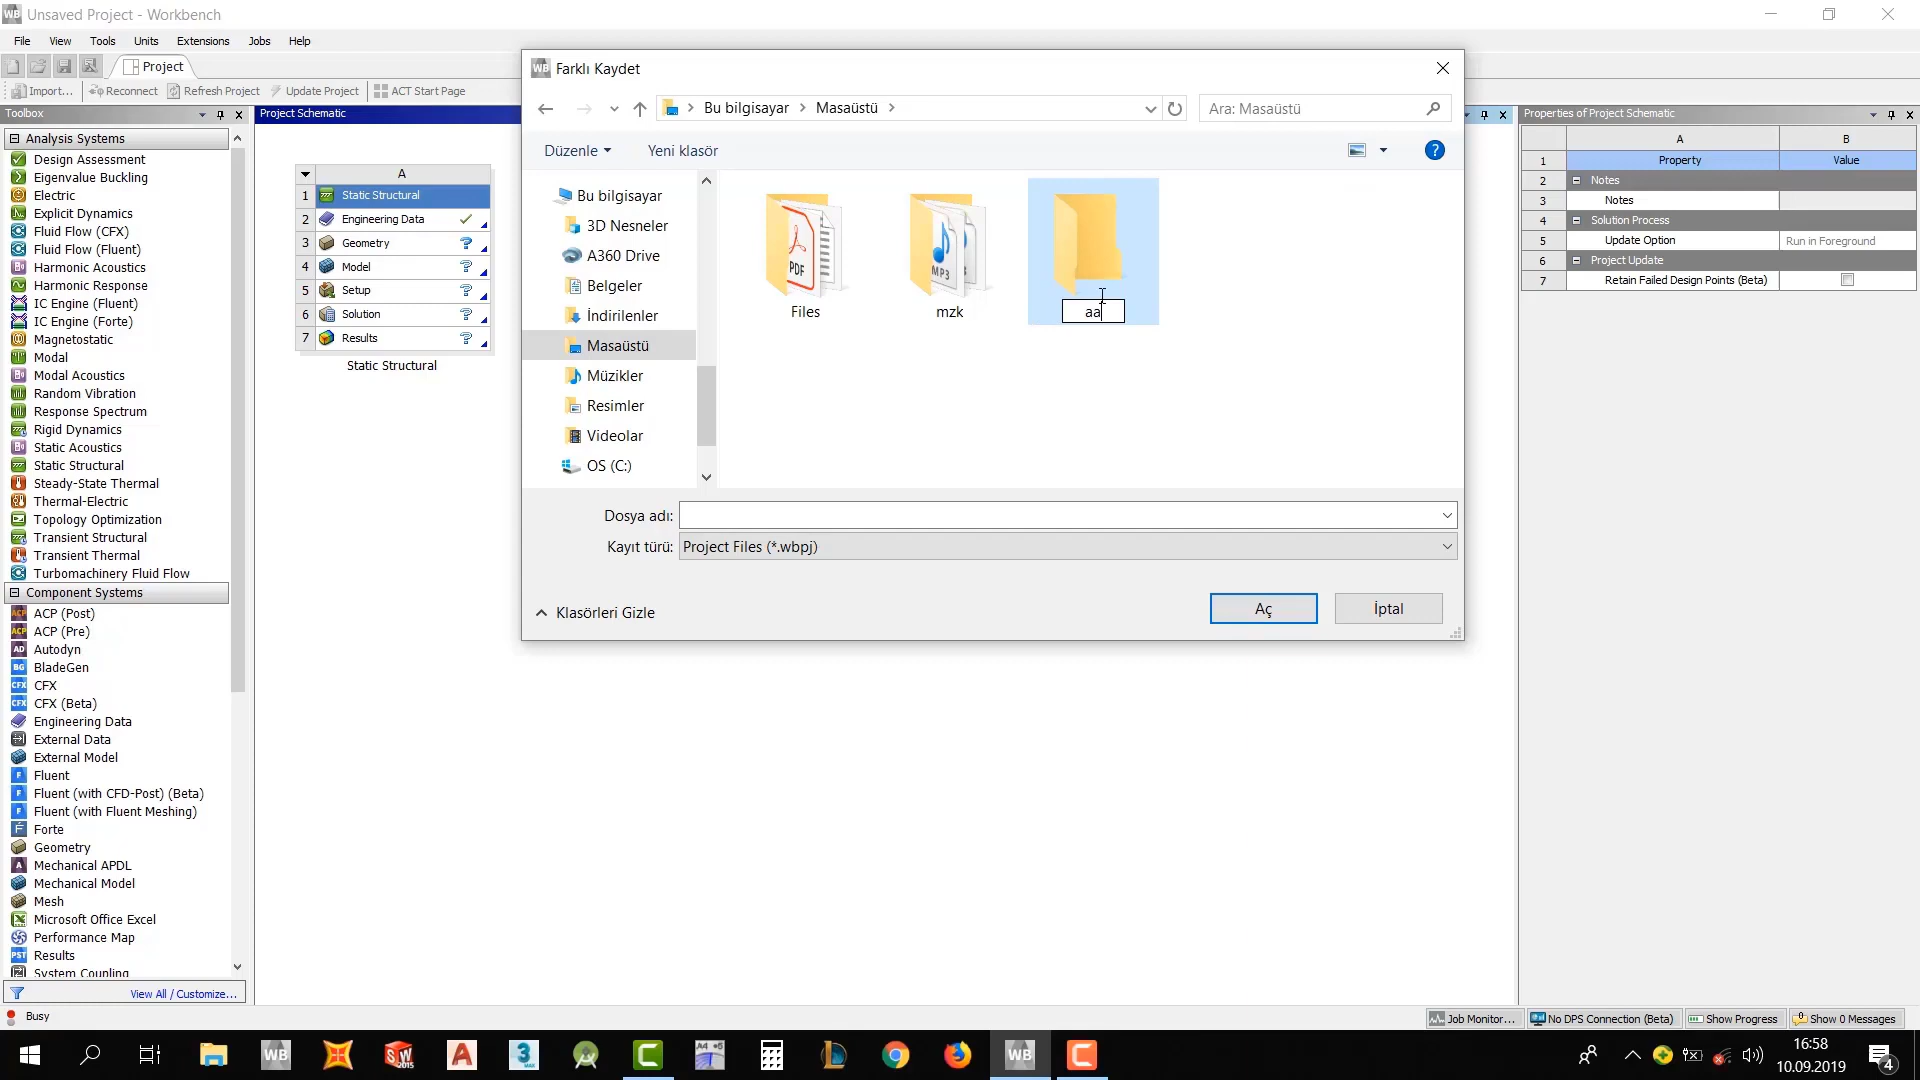 Unsaved Project - Workbench
File View Tools Units Extensions Jobs Help
Project
Import... Reconnect Refresh Project Update Project ACT Start Page
Toolbox
Analysis Systems
Design Assessment
Eigenvalue Buckling
Electric
Explicit Dynamics
Fluid Flow (CFX)
Fluid Flow (Fluent)
Harmonic Acoustics
Harmonic Response
IC Engine (Fluent)
IC Engine (Forte)
Magnetostatic
Modal
Modal Acoustics
Random Vibration
Response Spectrum
Rigid Dynamics
Static Acoustics
Static Structural
Steady-State Thermal
Thermal-Electric
Topology Optimization
Transient Structural
Transient Thermal
Turbomachinery Fluid Flow
Component Systems
ACP (Post)
ACP (Pre)
Autodyn
BladeGen
CFX
CFX (Beta)
Engineering Data
External Data
External Model
Fluent
Fluent (with CFD-Post) (Beta)
Fluent (with Fluent Meshing)
Forte
Geometry
Mechanical APDL
Mechanical Model
Mesh
Microsoft Office Excel
Performance Map
Results
System Coupling
View All / Customize...
Project Schematic
A
1 Static Structural
2 Engineering Data
3 Geometry ?
4 Model ?
5 Setup ?
6 Solution ?
7 Results ?
Static Structural
Farklı Kaydet
Bu bilgisayar > Masaüstü >
Ara: Masaüstü
Düzenle Yeni klasör
Bu bilgisayar
3D Nesneler
A360 Drive
Belgeler
İndirilenler
Masaüstü
Müzikler
Resimler
Videolar
OS (C:)
PDF
Files
MP3
mzk
aa
Dosya adı:
Kayıt türü: Project Files (*.wbpj)
Klasörleri Gizle
Aç İptal
Properties of Project Schematic
A B
1 Property Value
2 Notes
3 Notes
4 Solution Process
5 Update Option Run in Foreground
6 Project Update
7 Retain Failed Design Points (Beta)
Busy
Job Monitor... No DPS Connection (Beta) Show Progress Show 0 Messages
16:58
10.09.2019
4